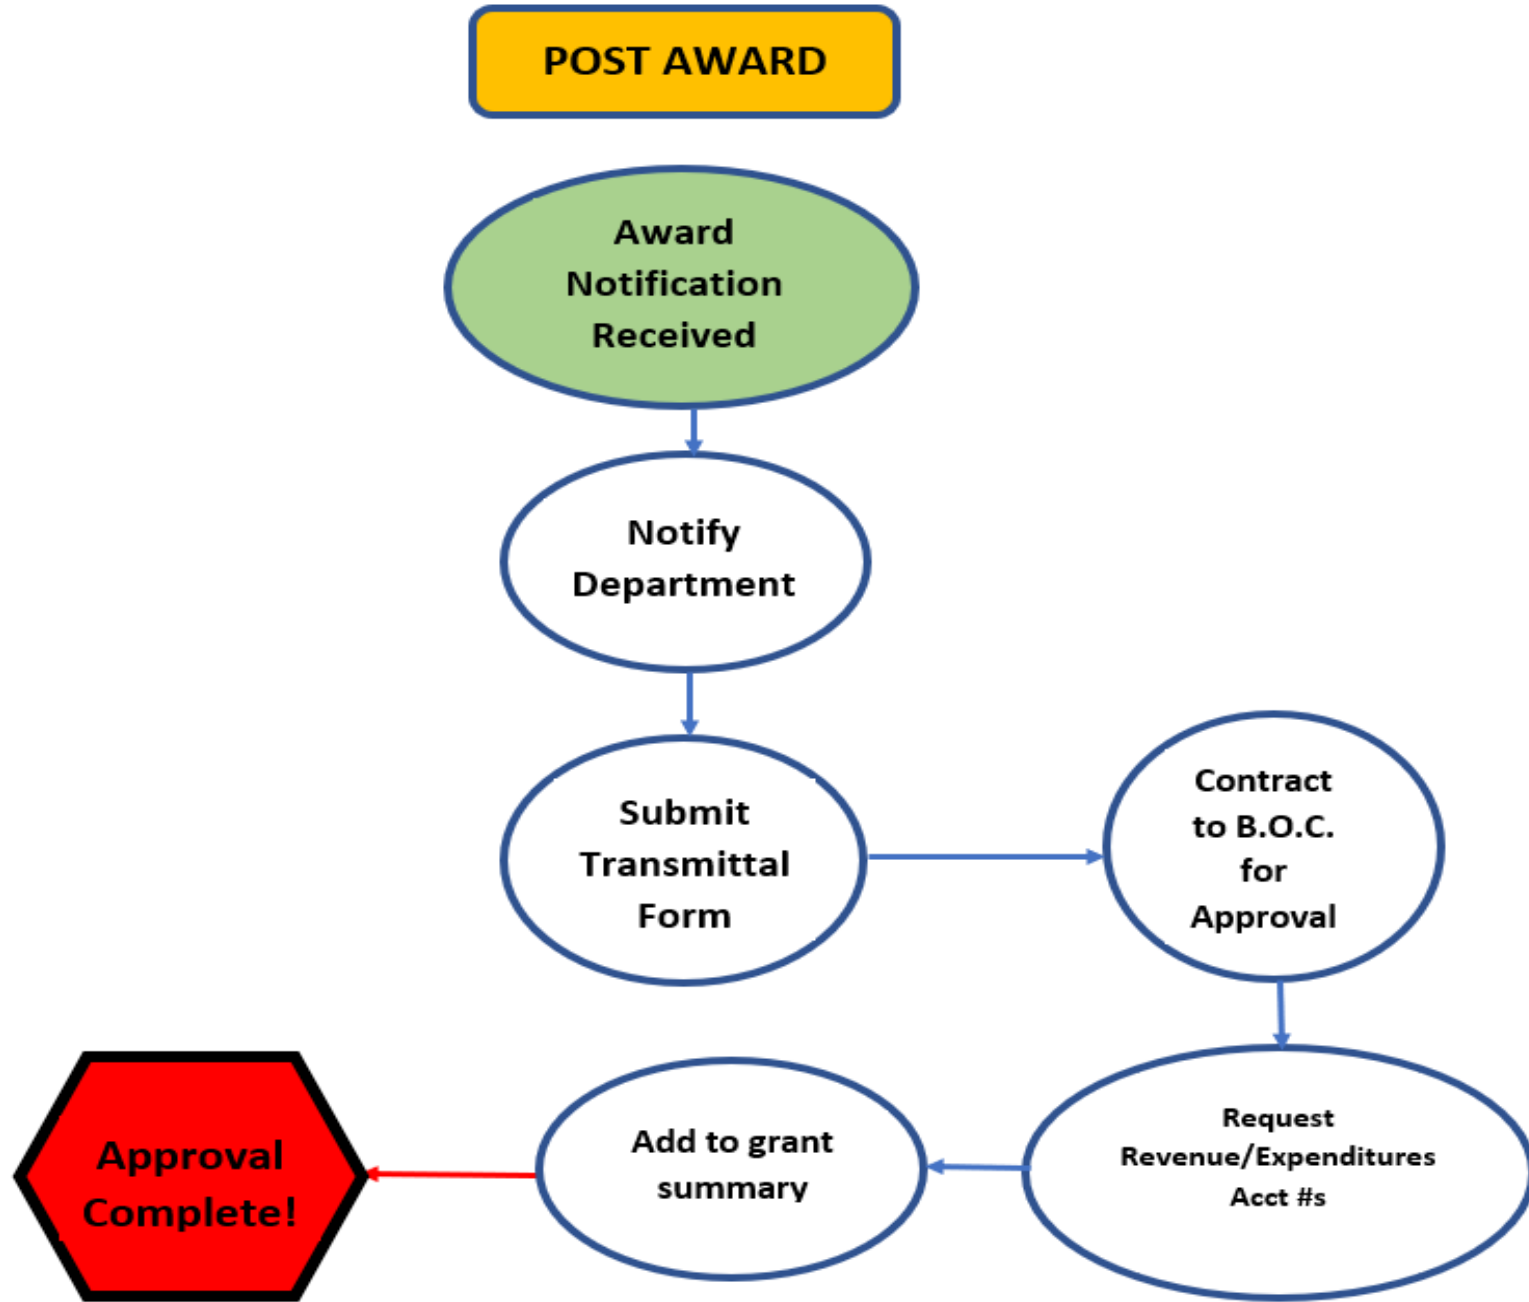 POST AWARD
Award
Notification
Received
Notify
Department
Submit
Transmittal
Form
Contract
to B.O.C.
for
Approval
Request
Revenue/Expenditures
Acct #s
Add to grant
summary
Approval
Complete!